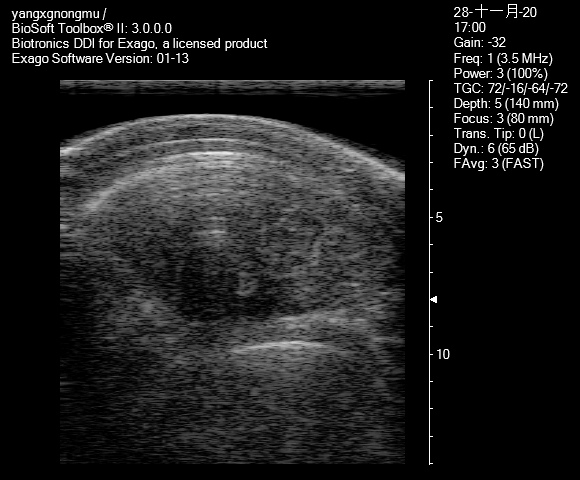 yangxgnongmu /
BioSoft Toolbox® II: 3.0.0.0
Biotronics DDI for Exago, a licensed product
Exago Software Version: 01-13
28-十一月-20
17:00
Gain: -32
Freq: 1 (3.5 MHz)
Power: 3 (100%)
TGC: 72/-16/-64/-72
Depth: 5 (140 mm)
Focus: 3 (80 mm)
Trans. Tip: 0 (L)
Dyn.: 6 (65 dB)
FAvg: 3 (FAST)
5
10